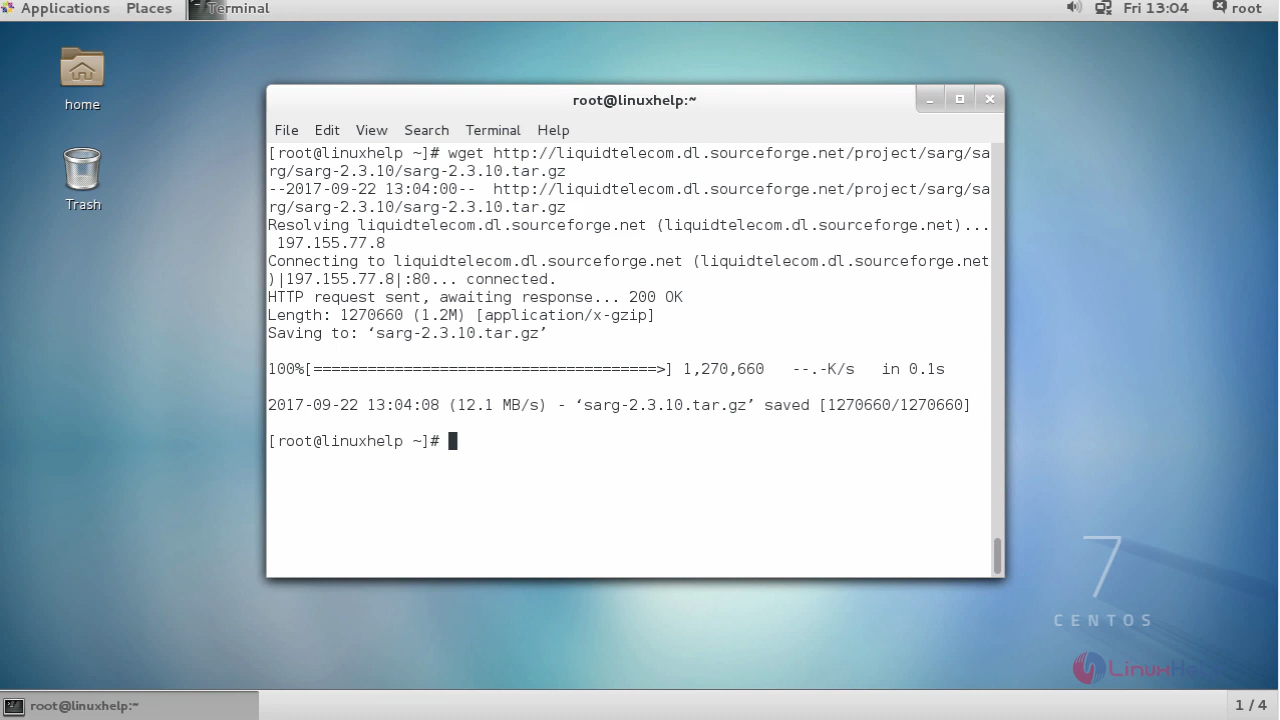 Applications Places Terminal Fri 13:04 root
home
Trash
root@linuxhelp:~
File Edit View Search Terminal Help
[root@linuxhelp ~]# wget http://liquidtelecom.dl.sourceforge.net/project/sarg/sa
rg/sarg-2.3.10/sarg-2.3.10.tar.gz
--2017-09-22 13:04:00--  http://liquidtelecom.dl.sourceforge.net/project/sarg/sa
rg/sarg-2.3.10/sarg-2.3.10.tar.gz
Resolving liquidtelecom.dl.sourceforge.net (liquidtelecom.dl.sourceforge.net)...
 197.155.77.8
Connecting to liquidtelecom.dl.sourceforge.net (liquidtelecom.dl.sourceforge.net
)|197.155.77.8|:80... connected.
HTTP request sent, awaiting response... 200 OK
Length: 1270660 (1.2M) [application/x-gzip]
Saving to: ‘sarg-2.3.10.tar.gz’
100%[======================================>] 1,270,660   --.-K/s   in 0.1s
2017-09-22 13:04:08 (12.1 MB/s) - ‘sarg-2.3.10.tar.gz’ saved [1270660/1270660]
[root@linuxhelp ~]#
7
CENTOS
LinuxHelp
root@linuxhelp:~ 1 / 4